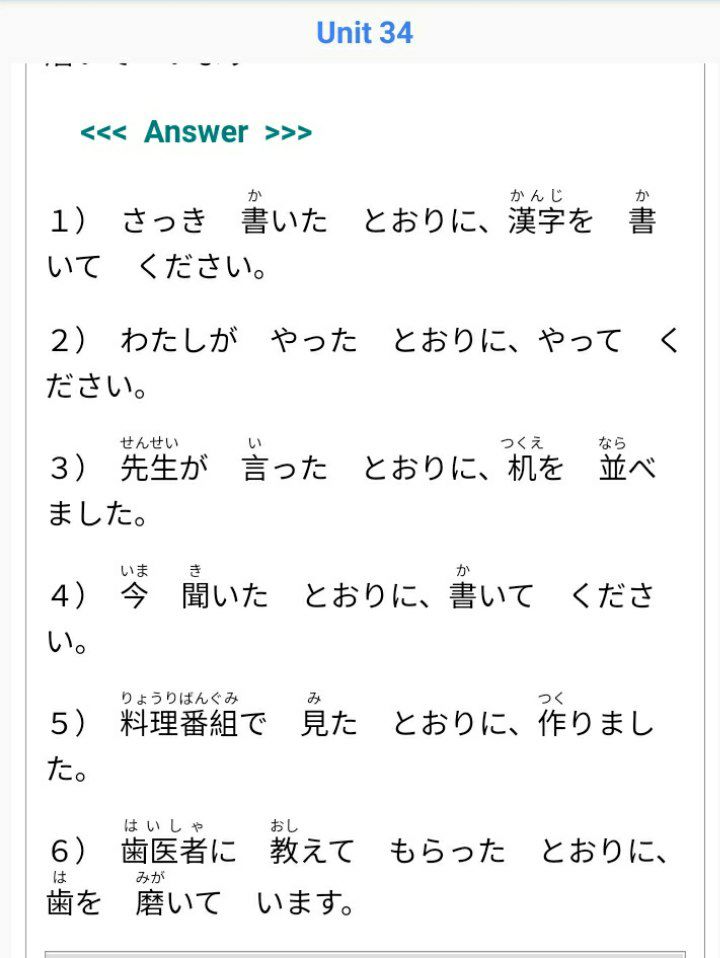 Unit 34
<<< Answer >>>
１） さっき　書いた　とおりに、漢字を　書
いて　ください。
２） わたしが　やった　とおりに、やって　く
ださい。
３） 先生が　言った　とおりに、机を　並べ
ました。
４） 今　聞いた　とおりに、書いて　くださ
い。
５） 料理番組で　見た　とおりに、作りまし
た。
６） 歯医者に　教えて　もらった　とおりに、
歯を　磨いて　います。